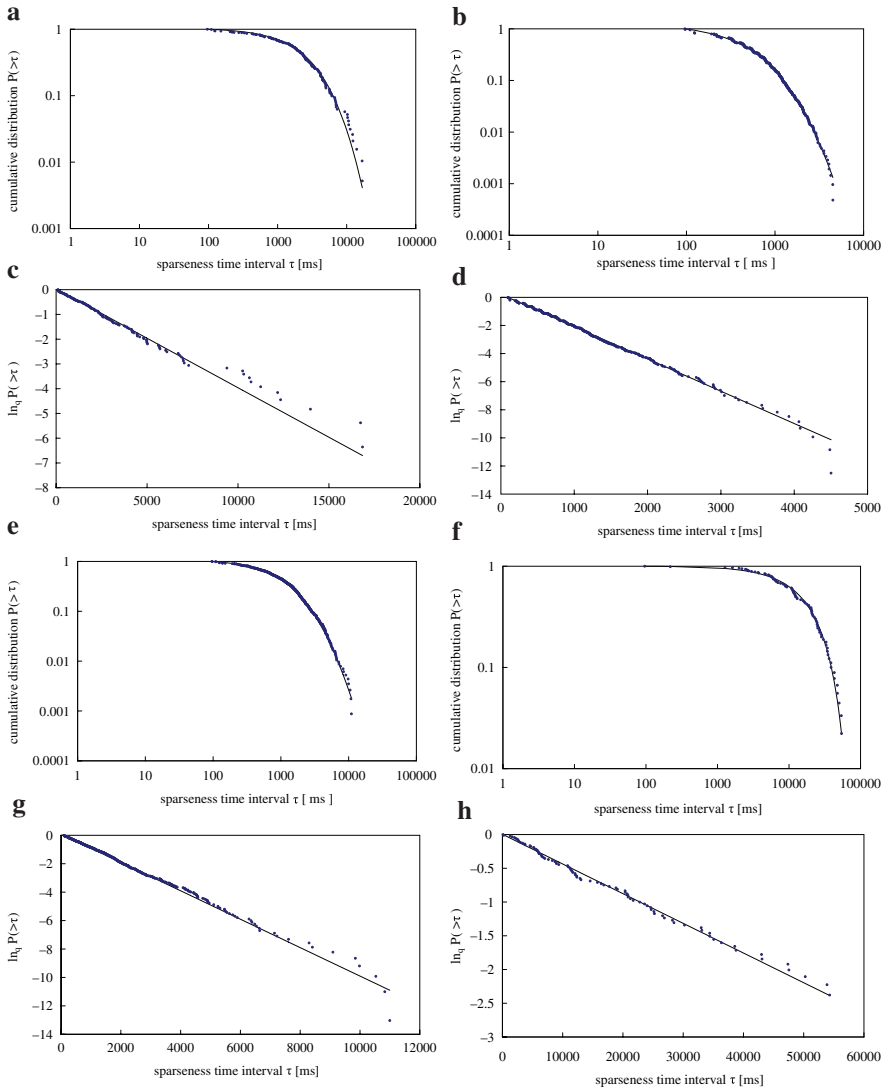 a
cumulative distribution P(>τ)
1
0.1
0.01
0.001
1 10 100 1000 10000 100000
sparseness time interval τ [ms]
b
cumulative distribution P(> τ)
1
0.1
0.01
0.001
0.0001
1 10 100 1000 10000
sparseness time interval τ [ ms ]
c
ln_q P( >τ)
0
−1
−2
−3
−4
−5
−6
−7
−8
0 5000 10000 15000 20000
sparseness time interval τ [ms]
d
ln_q P( >τ)
0
−2
−4
−6
−8
−10
−12
−14
0 1000 2000 3000 4000 5000
sparseness time interval τ [ms]
e
cumulative distribution P(>τ)
1
0.1
0.01
0.001
0.0001
1 10 100 1000 10000 100000
sparseness time interval τ [ ms ]
f
cumulative distribution P(>τ)
1
0.1
0.01
1 10 100 1000 10000 100000
sparseness time interval τ [ms]
g
ln_q P(>τ)
0
−2
−4
−6
−8
−10
−12
−14
0 2000 4000 6000 8000 10000 12000
sparseness time interval τ [ms]
h
ln_q P(>τ)
0
−0.5
−1
−1.5
−2
−2.5
−3
0 10000 20000 30000 40000 50000 60000
sparseness time interval τ [ms]